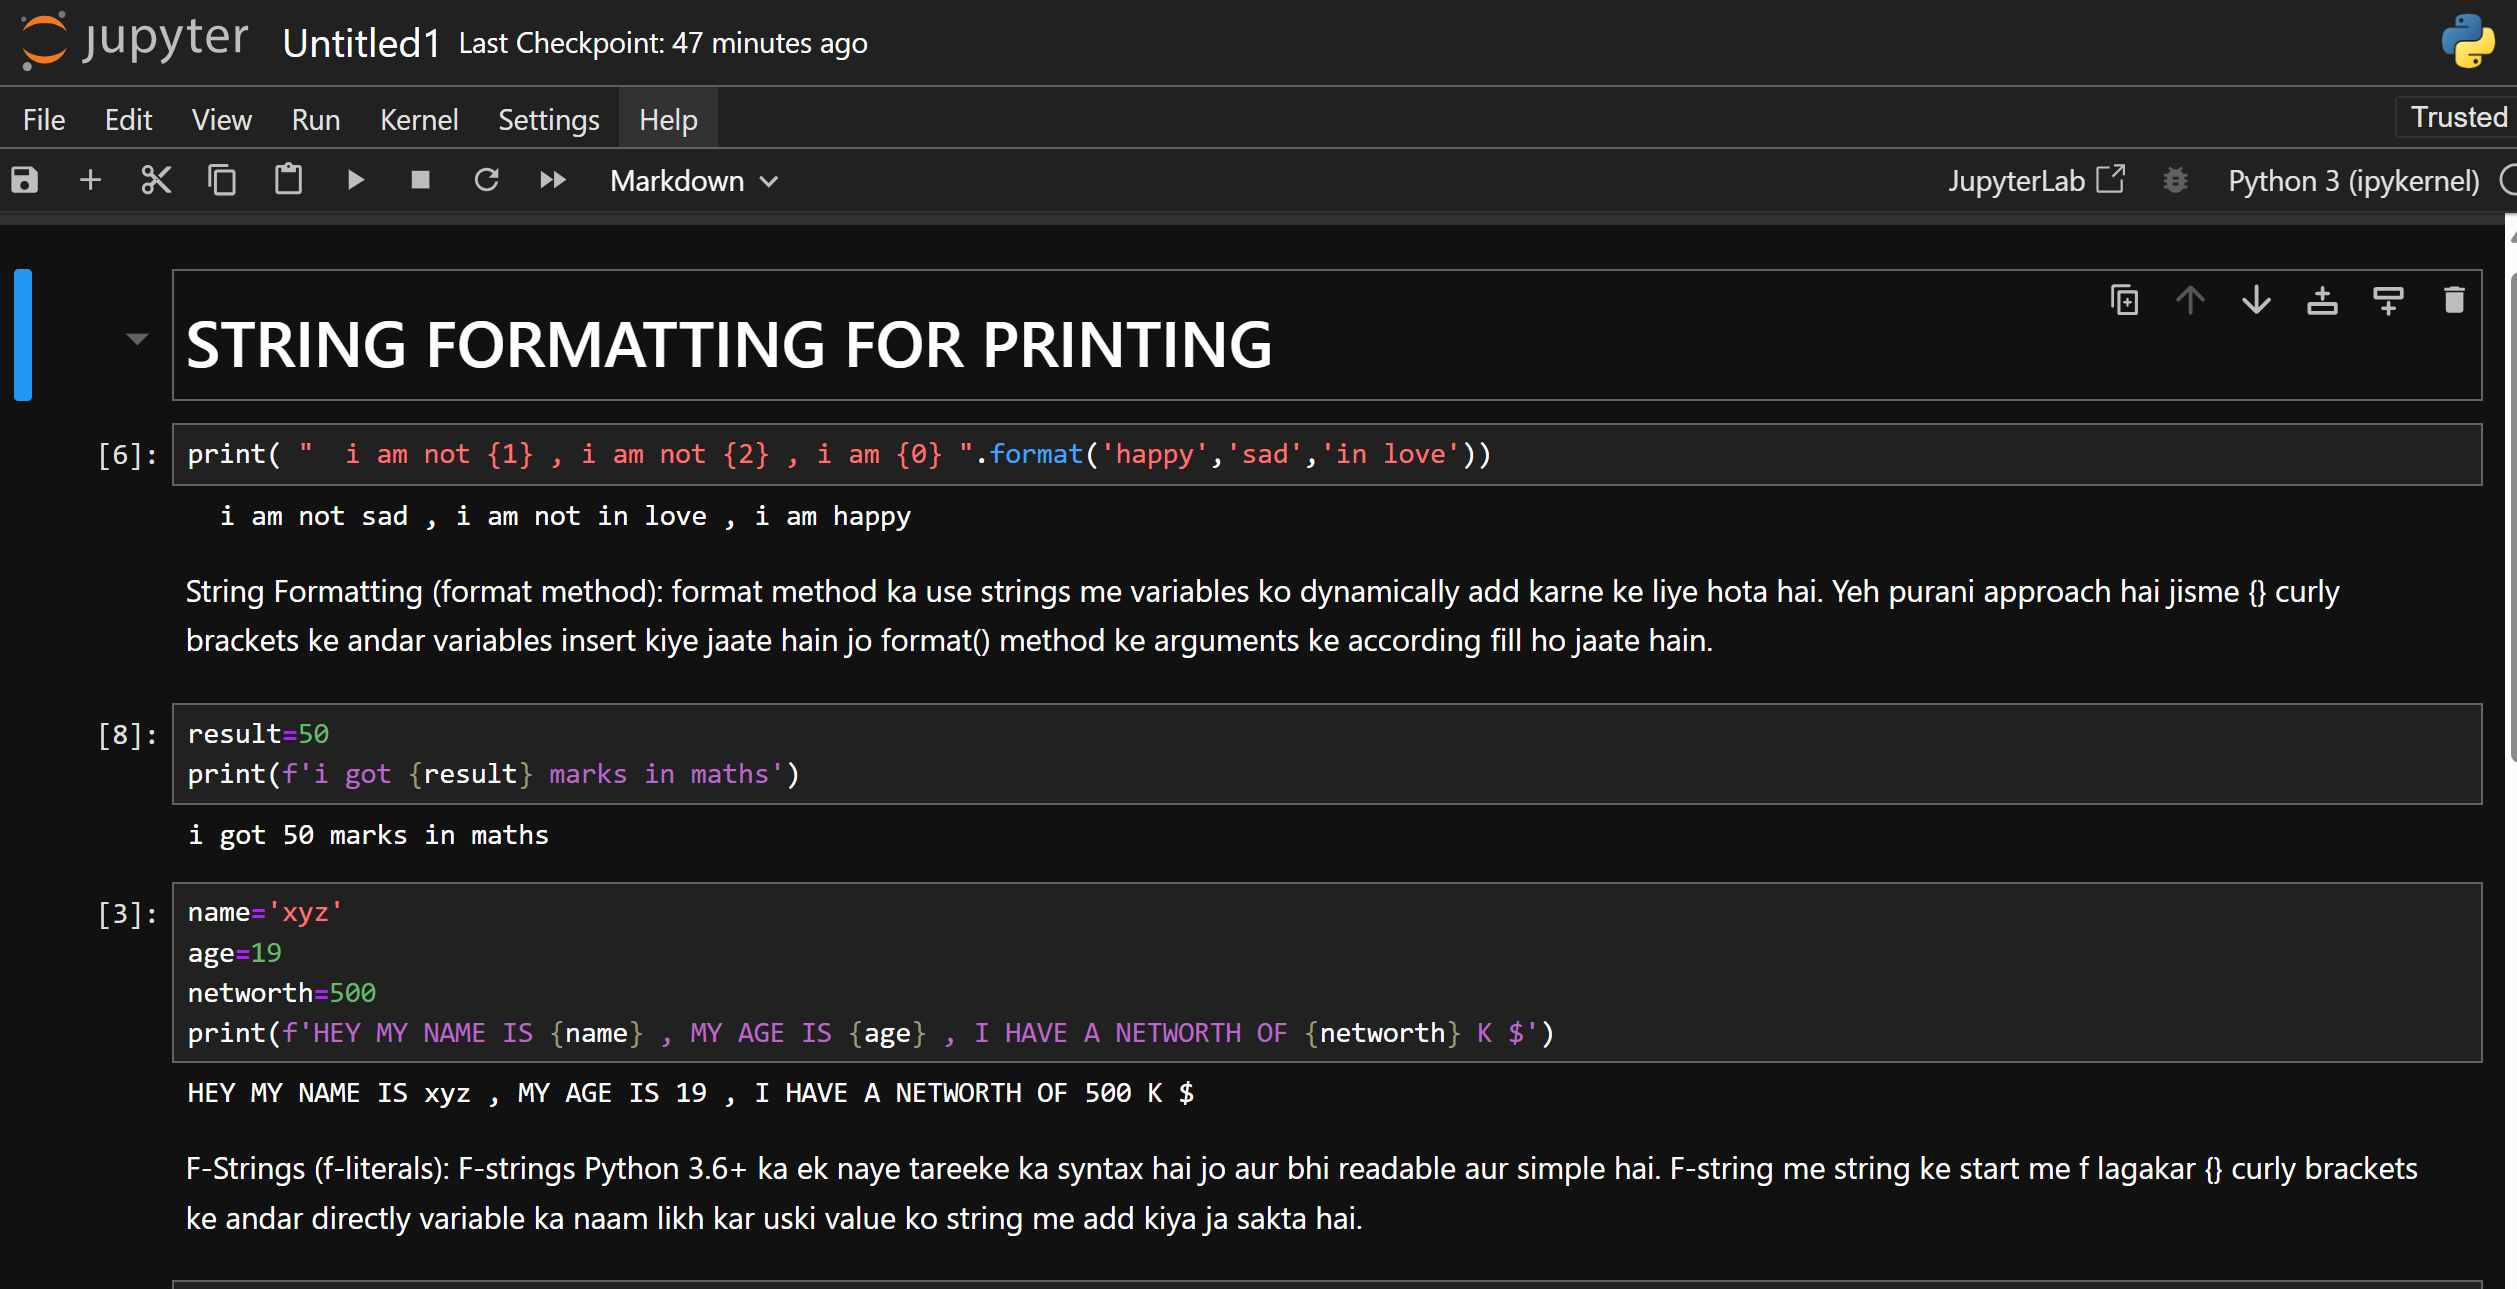 jupyter Untitled1 Last Checkpoint: 47 minutes ago
File Edit View Run Kernel Settings Help Trusted
Markdown JupyterLab Python 3 (ipykernel)
STRING FORMATTING FOR PRINTING
[6]: print( "  i am not {1} , i am not {2} , i am {0} ".format('happy','sad','in love'))
  i am not sad , i am not in love , i am happy
String Formatting (format method): format method ka use strings me variables ko dynamically add karne ke liye hota hai. Yeh purani approach hai jisme {} curly
brackets ke andar variables insert kiye jaate hain jo format() method ke arguments ke according fill ho jaate hain.
[8]: result=50
print(f'i got {result} marks in maths')
i got 50 marks in maths
[3]: name='xyz'
age=19
networth=500
print(f'HEY MY NAME IS {name} , MY AGE IS {age} , I HAVE A NETWORTH OF {networth} K $')
HEY MY NAME IS xyz , MY AGE IS 19 , I HAVE A NETWORTH OF 500 K $
F-Strings (f-literals): F-strings Python 3.6+ ka ek naye tareeke ka syntax hai jo aur bhi readable aur simple hai. F-string me string ke start me f lagakar {} curly brackets
ke andar directly variable ka naam likh kar uski value ko string me add kiya ja sakta hai.